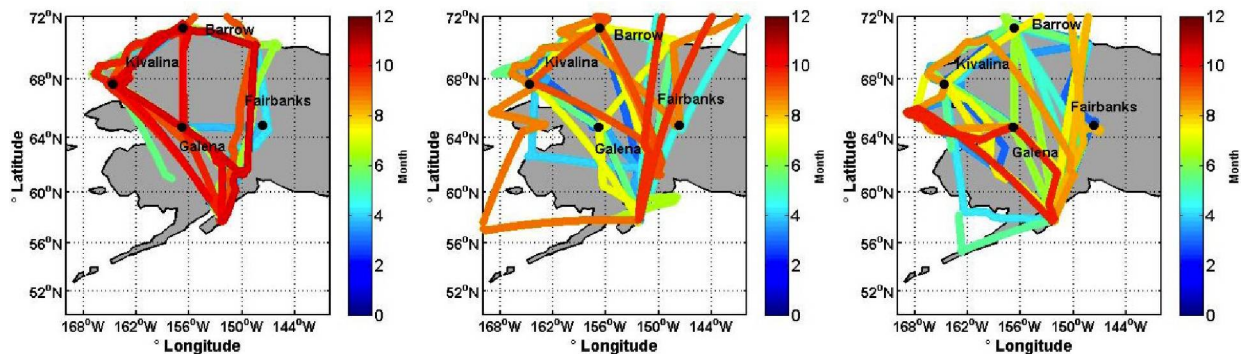 72°N
68°N
64°N
60°N
56°N
52°N
° Latitude
168°W 162°W 156°W 150°W 144°W
° Longitude
Barrow
Kivalina
Fairbanks
Galena
12
10
8
6
4
2
0
Month
72°N
68°N
64°N
60°N
56°N
52°N
° Latitude
168°W 162°W 156°W 150°W 144°W
° Longitude
Barrow
Kivalina
Fairbanks
Galena
12
10
8
6
4
2
0
Month
72°N
68°N
64°N
60°N
56°N
52°N
° Latitude
168°W 162°W 156°W 150°W 144°W
° Longitude
Barrow
Kivalina
Fairbanks
Galena
12
10
8
6
4
2
0
Month